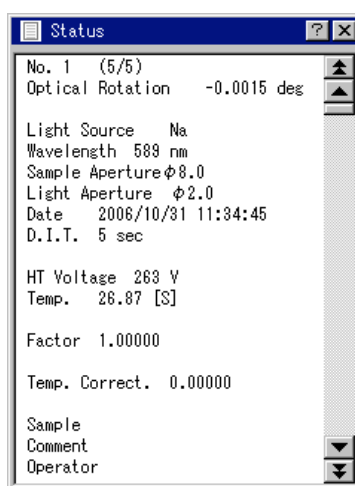 Status
No. 1 (5/5)
Optical Rotation -0.0015 deg
Light Source Na
Wavelength 589 nm
Sample Apertureφ8.0
Light Aperture φ2.0
Date 2006/10/31 11:34:45
D.I.T. 5 sec
HT Voltage 263 V
Temp. 26.87 [S]
Factor 1.00000
Temp. Correct. 0.00000
Sample
Comment
Operator